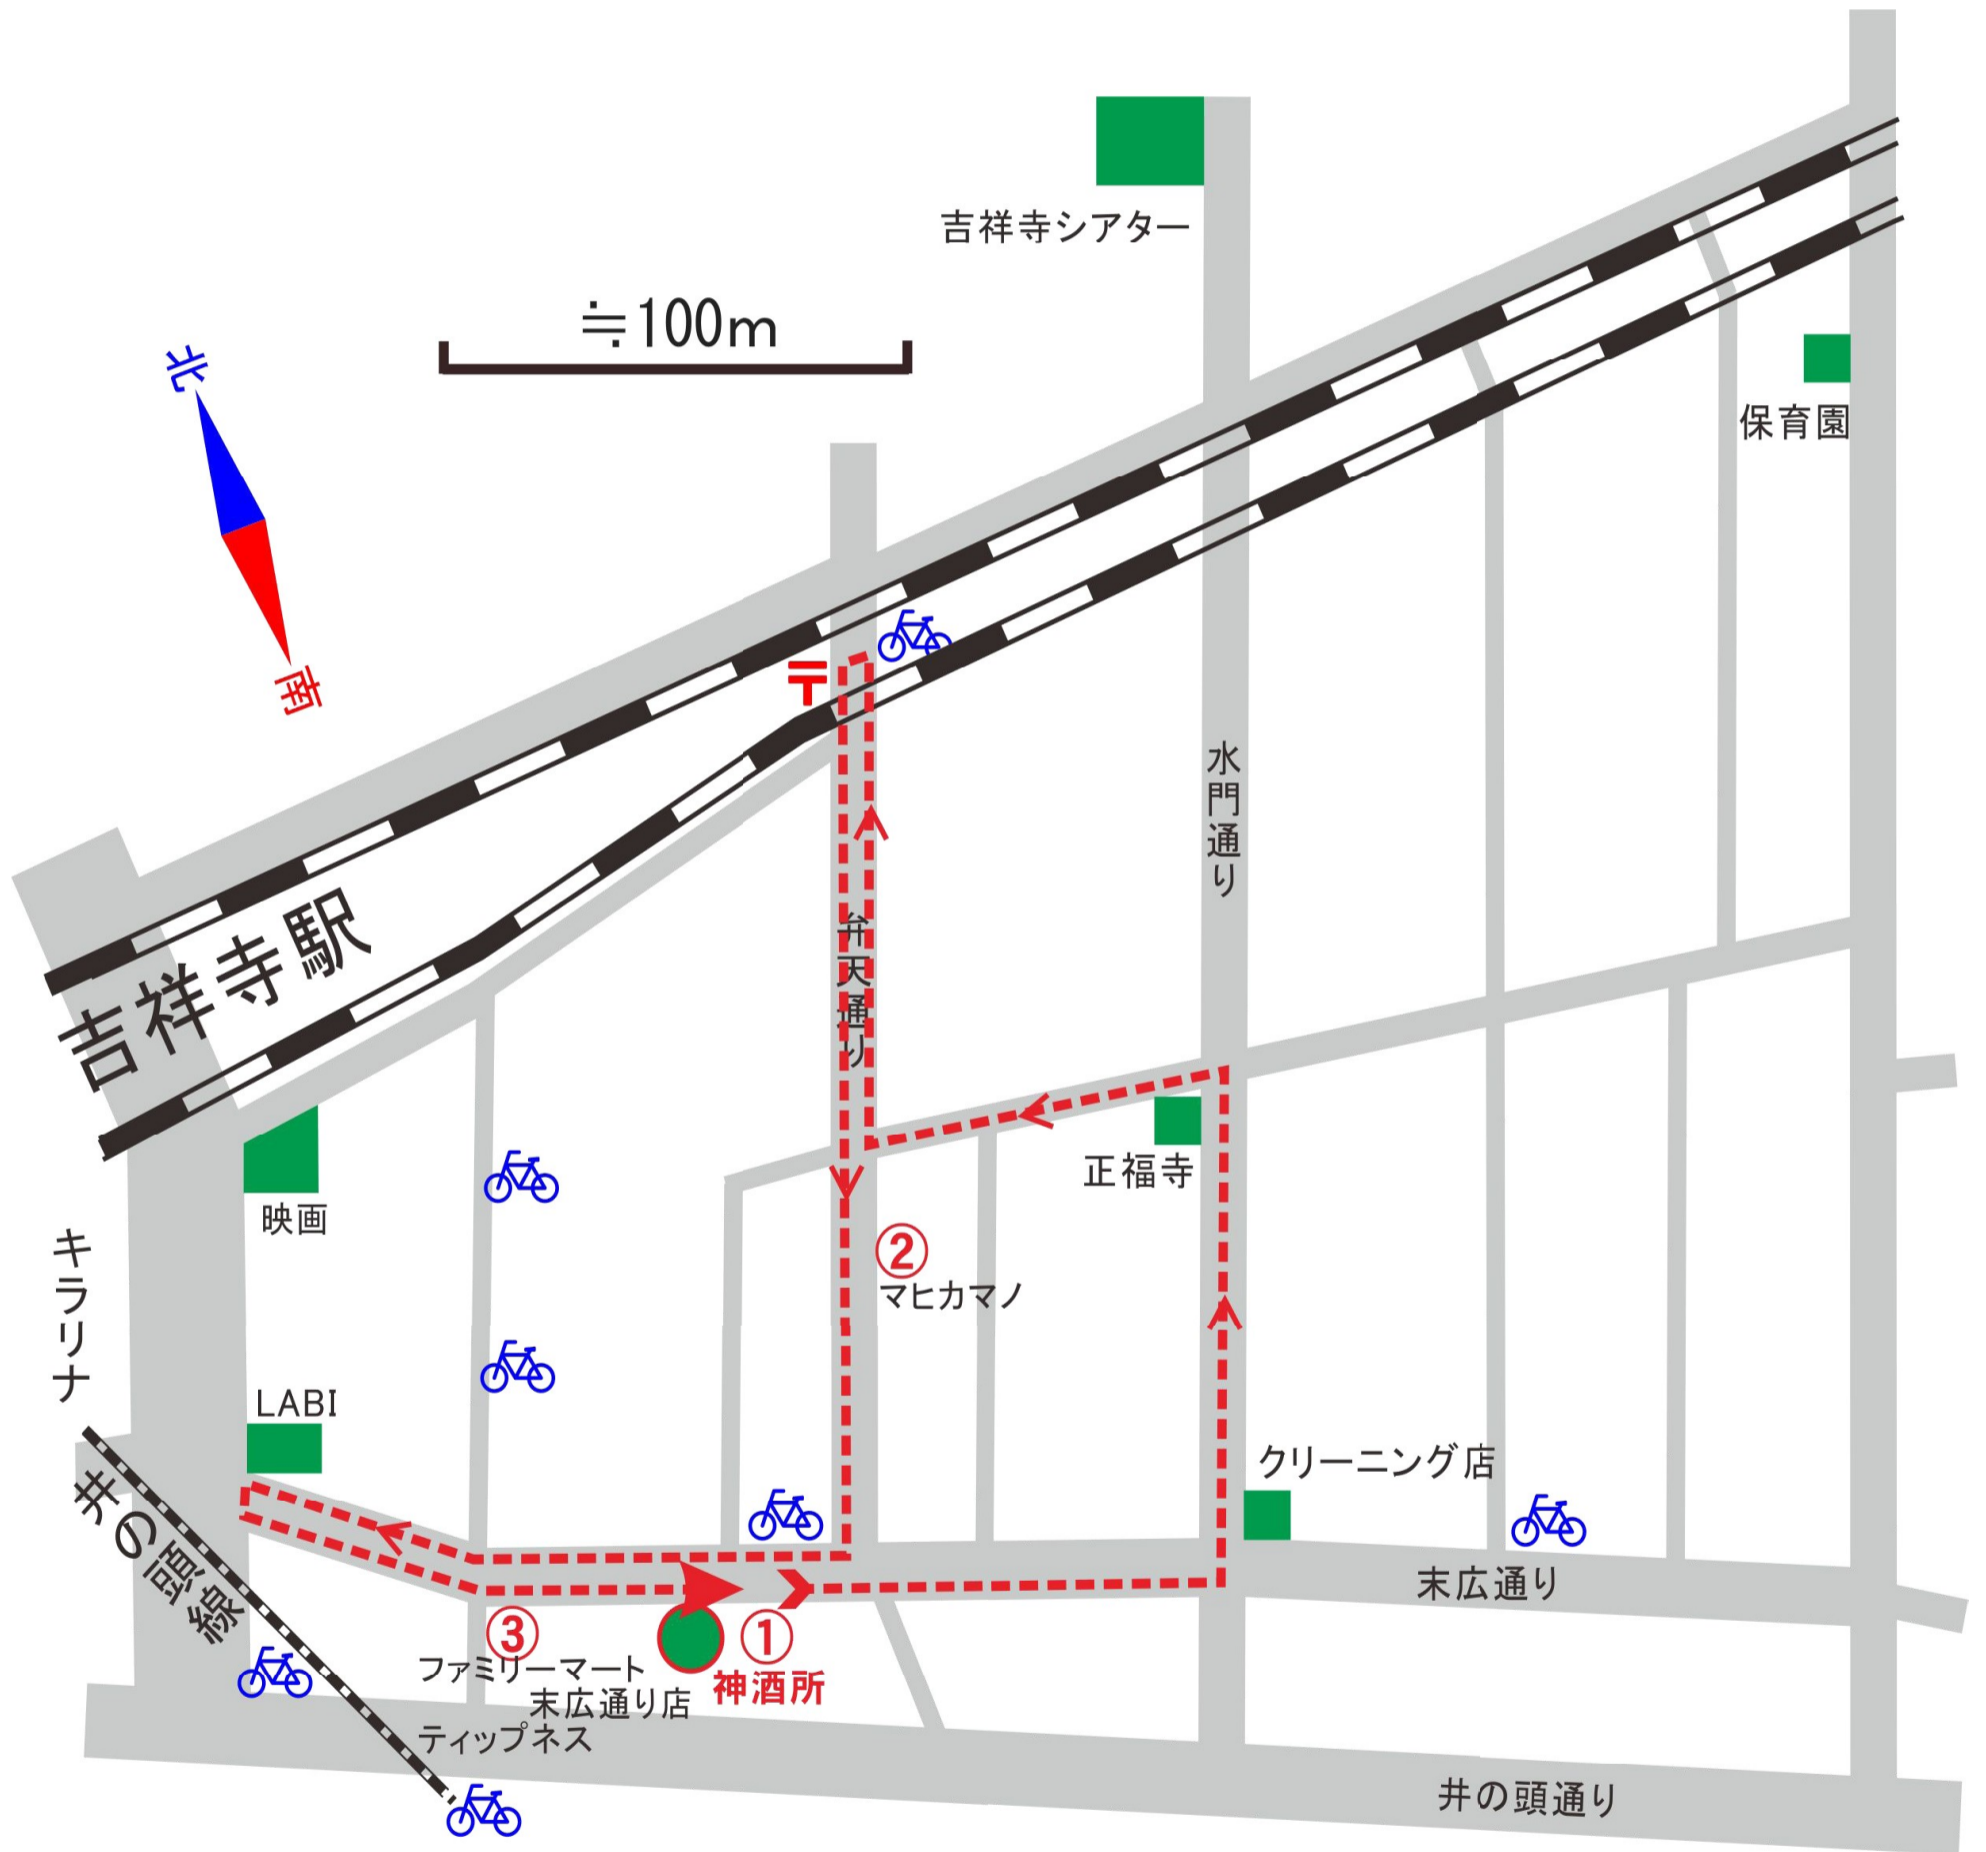 吉祥寺シアター
≒100m
北
保育園
南
〒
水門通り
吉祥寺駅
弁天通り
正福寺
映画
キラリナ
②
マヒカマノ
LABI
クリーニング店
井の頭線
末広通り
③
①
ファミリーマート
末広通り店
神酒所
ティップネス
井の頭通り